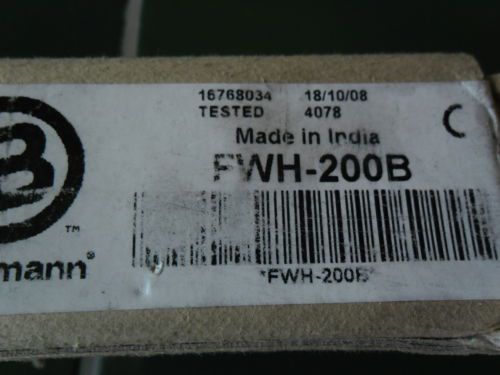 16768034 18/10/08
TESTED 4078
C
Made in India
FWH-200B
B
™
mann®
*FWH-200B*